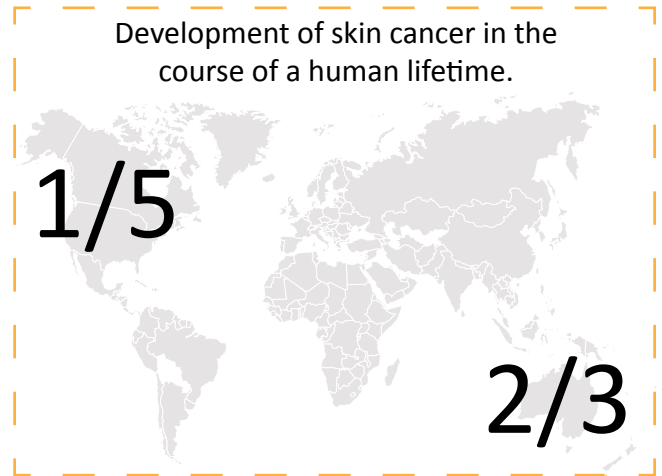 Development of skin cancer in the
course of a human lifetime.
1/5
2/3